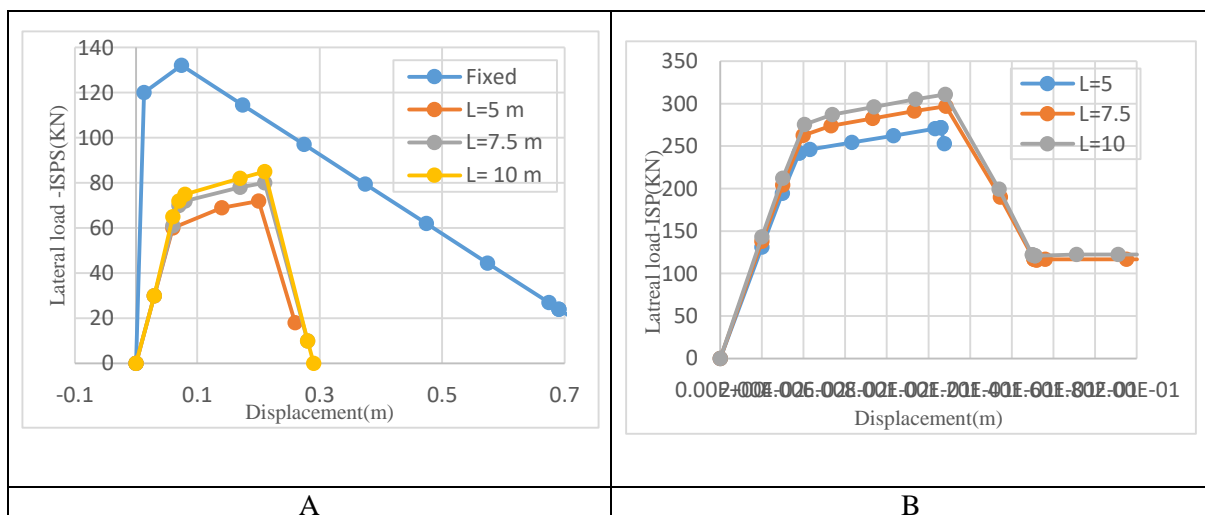 140
120
100
80
60
40
20
0
-0.1
0.1
0.3
0.5
0.7
Lateral load -ISPS(KN)
Displacement(m)
Fixed
L=5 m
L=7.5 m
L= 10 m
A
350
300
250
200
150
100
50
0
Latreal load-ISP(KN)
Displacement(m)
L=5
L=7.5
L=10
B